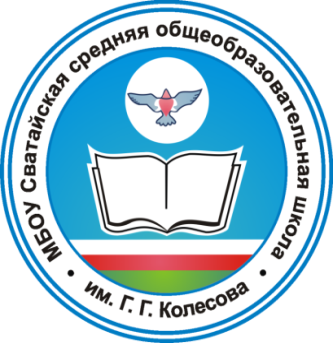 МБОУ Сватайская средняя общеобразовательная школа
им. Г. Г. Колесова